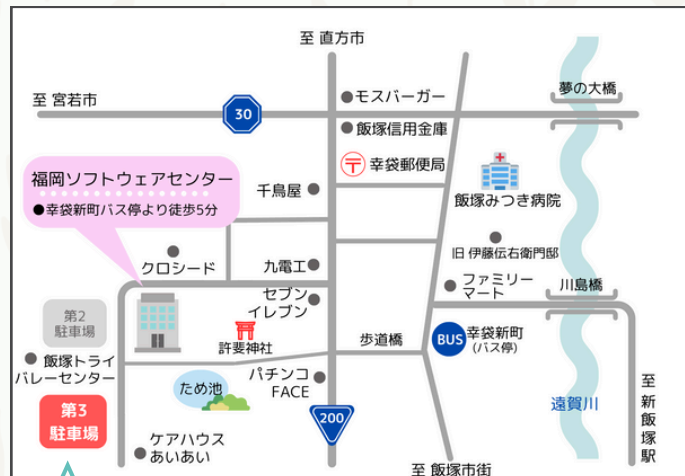 至 直方市
至 宮若市
30
モスバーガー
夢の大橋
飯塚信用金庫
幸袋郵便局
福岡ソフトウェアセンター
●幸袋新町バス停より徒歩5分
千鳥屋
飯塚みつき病院
旧 伊藤伝右衛門邸
クロシード
九電工
セブン
イレブン
ファミリー
マート
川島橋
第2
駐車場
許斐神社
歩道橋
BUS
幸袋新町
(バス停)
飯塚トライ
バレーセンター
ため池
パチンコ
FACE
第3
駐車場
200
遠賀川
至 新飯塚駅
ケアハウス
あいあい
至 飯塚市街